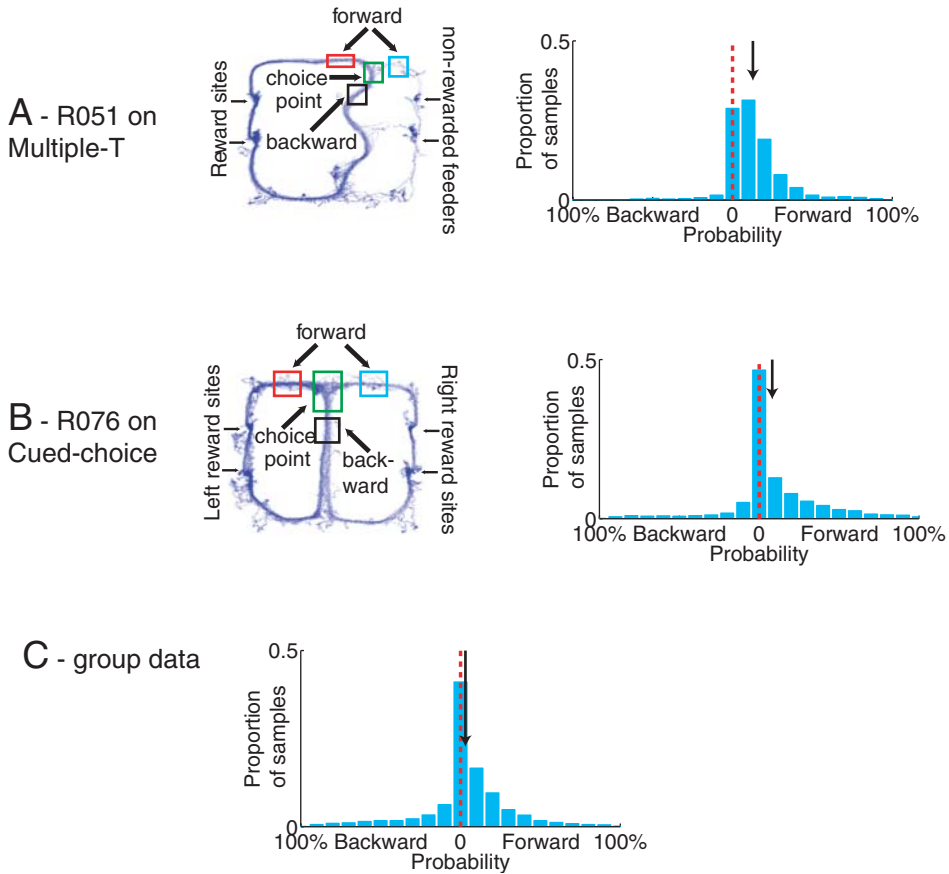 A - R051 on
Multiple-T
forward
choice
point
backward
Reward sites
non-rewarded feeders
0.5
0
Proportion
of samples
100% Backward 0 Forward 100%
Probability
B - R076 on
Cued-choice
forward
choice
point
back-
ward
Left reward sites
Right reward sites
0.5
0
Proportion
of samples
100% Backward 0 Forward 100%
Probability
C - group data
0.5
0
Proportion
of samples
100% Backward 0 Forward 100%
Probability